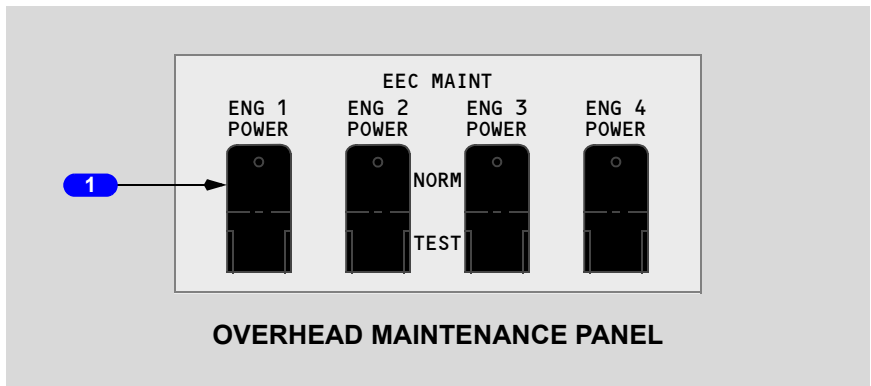 EEC MAINT
ENG 1 ENG 2 ENG 3 ENG 4
POWER POWER POWER POWER
NORM
1
TEST
OVERHEAD MAINTENANCE PANEL